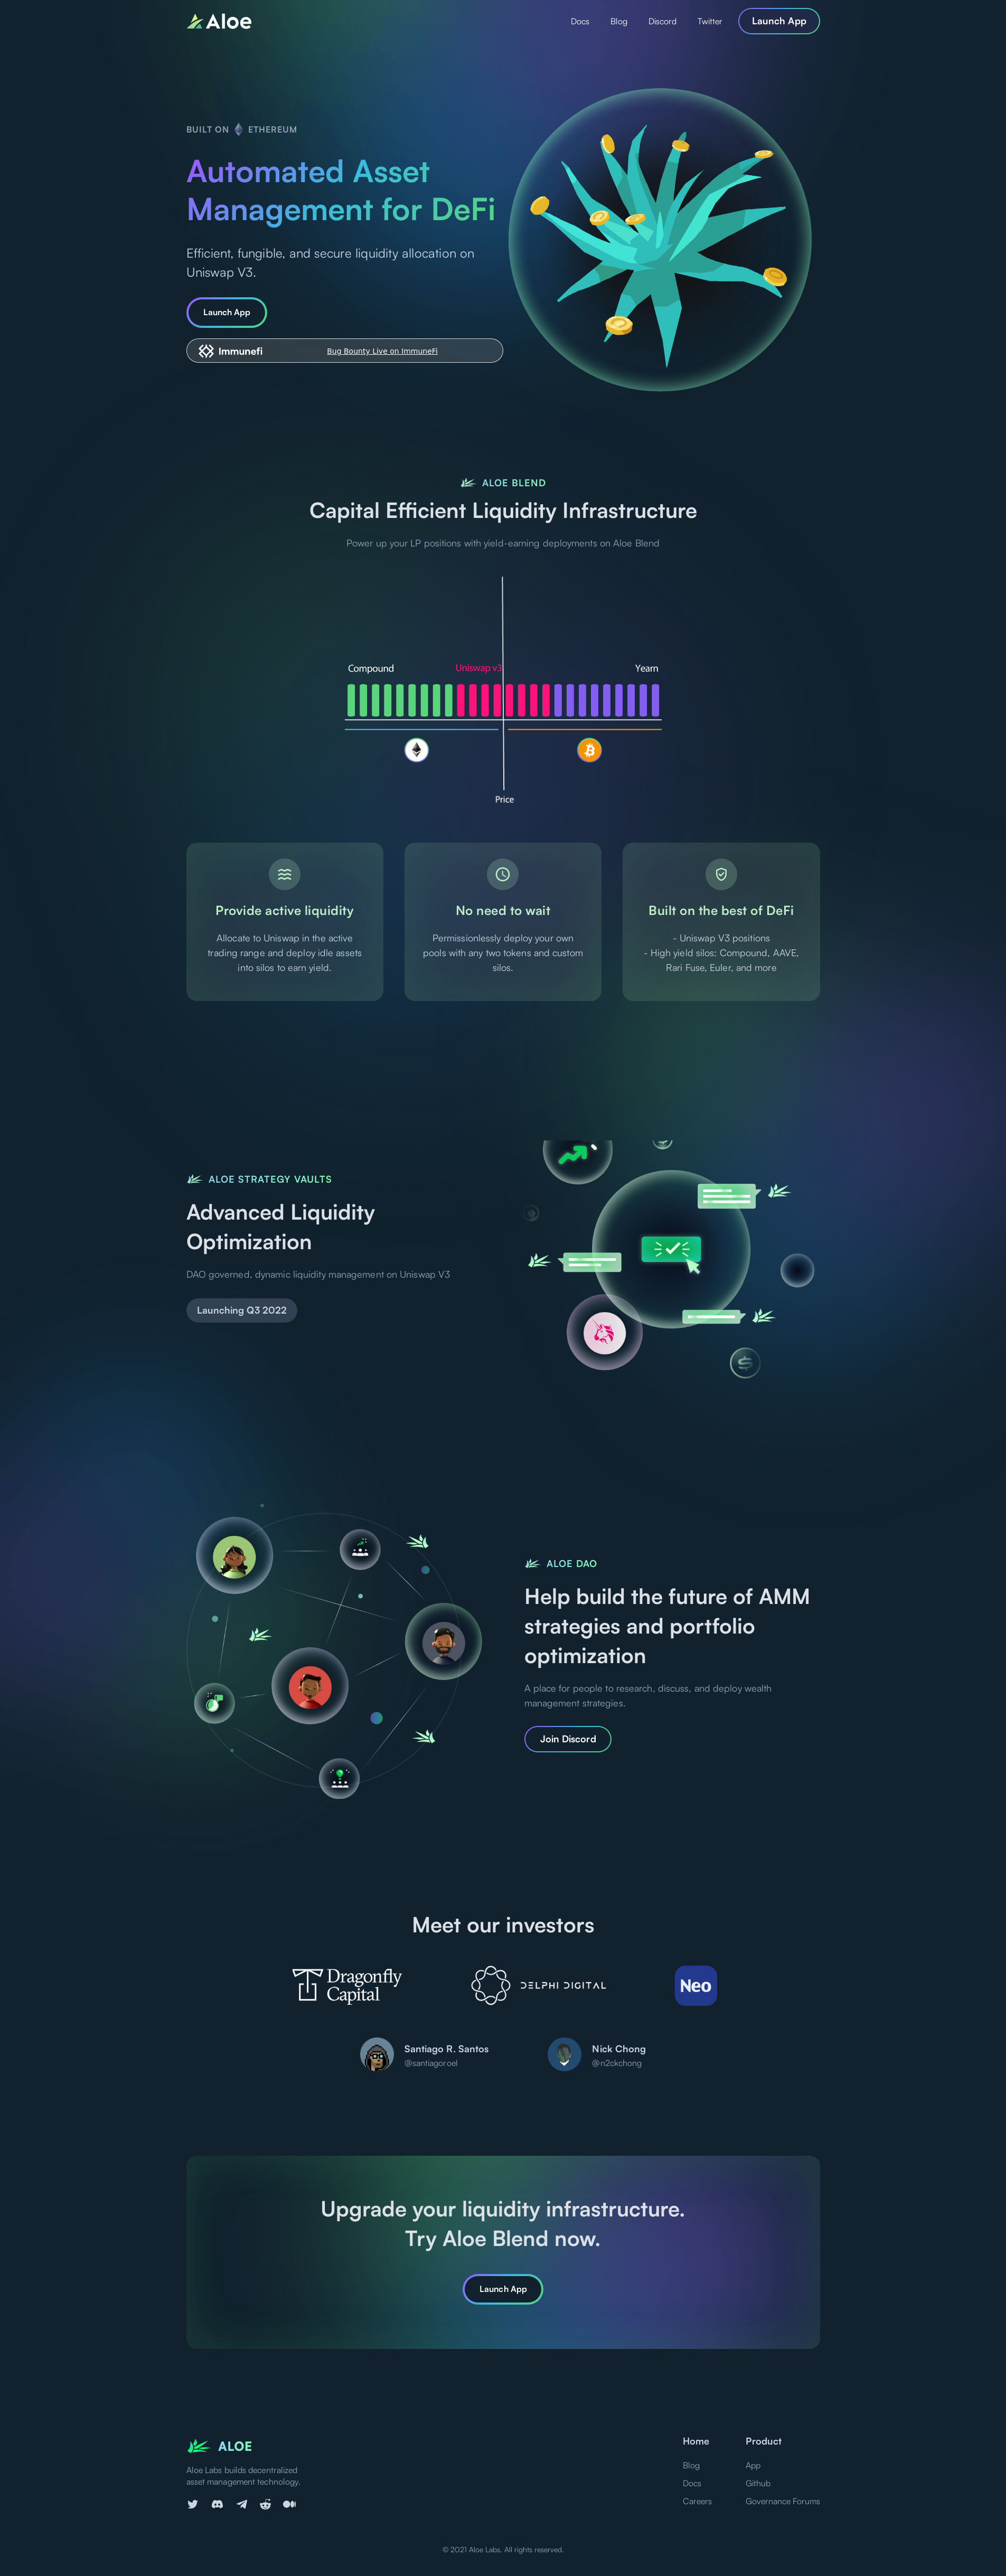 Aloe
Docs
Blog
Discord
Twitter
Launch App
BUILT ON ETHEREUM
Automated Asset
Management for DeFi
Efficient, fungible, and secure liquidity allocation on
Uniswap V3.
Launch App
Immunefi
Bug Bounty Live on ImmuneFi
ALOE BLEND
Capital Efficient Liquidity Infrastructure
Power up your LP positions with yield-earning deployments on Aloe Blend
Compound
Uniswap v3
Yearn
Price
Provide active liquidity
Allocate to Uniswap in the active
trading range and deploy idle assets
into silos to earn yield.
No need to wait
Permissionlessly deploy your own
pools with any two tokens and custom
silos.
Built on the best of DeFi
- Uniswap V3 positions
- High yield silos: Compound, AAVE,
Rari Fuse, Euler, and more
ALOE STRATEGY VAULTS
Advanced Liquidity
Optimization
DAO governed, dynamic liquidity management on Uniswap V3
Launching Q3 2022
ALOE DAO
Help build the future of AMM
strategies and portfolio
optimization
A place for people to research, discuss, and deploy wealth
management strategies.
Join Discord
Meet our investors
Dragonfly
Capital
DELPHI DIGITAL
Neo
Santiago R. Santos
@santiagoroel
Nick Chong
@n2ckchong
Upgrade your liquidity infrastructure.
Try Aloe Blend now.
Launch App
ALOE
Aloe Labs builds decentralized
asset management technology.
Home
Blog
Docs
Careers
Product
App
Github
Governance Forums
© 2021 Aloe Labs. All rights reserved.